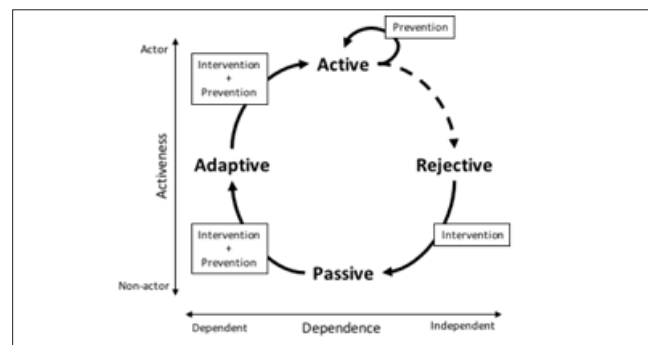 Prevention
Actor
Active
Intervention
+
Prevention
Activeness
Adaptive
Rejective
Intervention
+
Prevention
Intervention
Passive
Non-actor
Dependent
Dependence
Independent